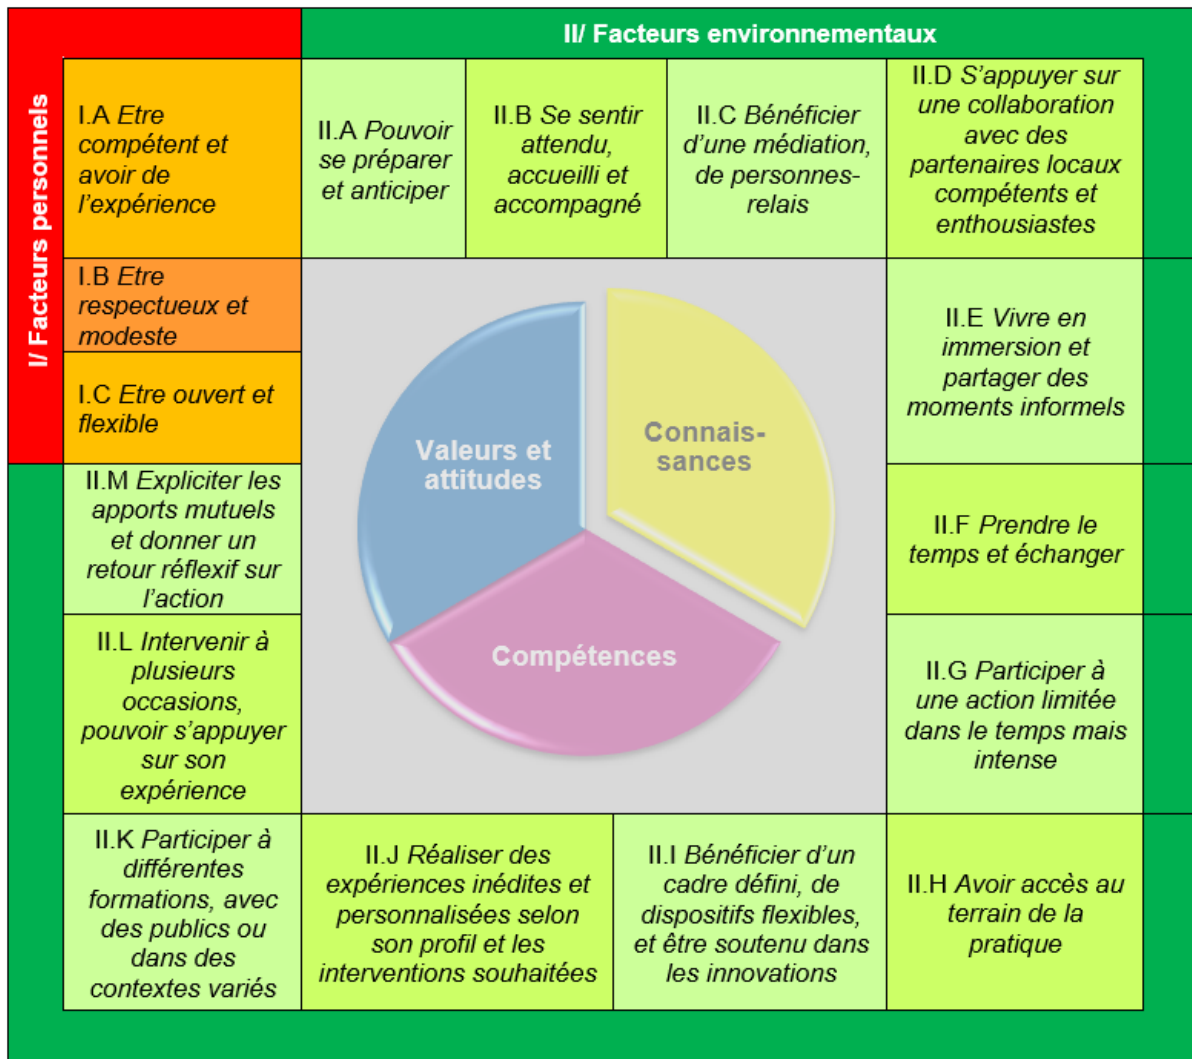 II/ Facteurs environnementaux
I/ Facteurs personnels
I.A Etre
compétent et
avoir de
l'expérience
II.A Pouvoir
se préparer
et anticiper
II.B Se sentir
attendu,
accueilli et
accompagné
II.C Bénéficier
d'une médiation,
de personnes-
relais
II.D S'appuyer sur
une collaboration
avec des
partenaires locaux
compétents et
enthousiastes
I.B Etre
respectueux et
modeste
I.C Etre ouvert et
flexible
II.E Vivre en
immersion et
partager des
moments informels
Valeurs et
attitudes
Connais-
sances
Compétences
II.M Expliciter les
apports mutuels
et donner un
retour réflexif sur
l'action
II.F Prendre le
temps et échanger
II.L Intervenir à
plusieurs
occasions,
pouvoir s'appuyer
sur son
expérience
II.G Participer à
une action limitée
dans le temps mais
intense
II.K Participer à
différentes
formations, avec
des publics ou
dans des
contextes variés
II.J Réaliser des
expériences inédites et
personnalisées selon
son profil et les
interventions souhaitées
II.I Bénéficier d'un
cadre défini, de
dispositifs flexibles,
et être soutenu dans
les innovations
II.H Avoir accès au
terrain de la
pratique